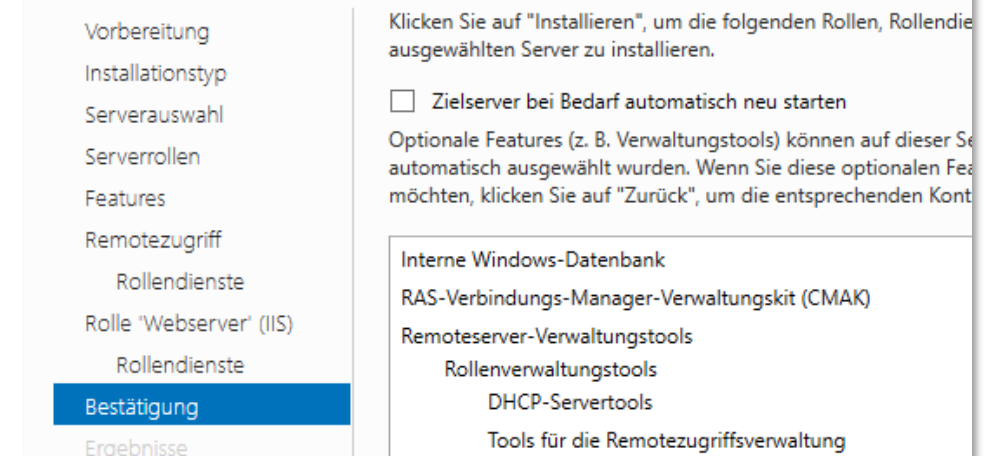 Vorbereitung
Installationstyp
Serverauswahl
Serverrollen
Features
Remotezugriff
Rollendienste
Rolle "Webserver" (IIS)
Rollendienste
Bestätigung
Ergebnisse
Klicken Sie auf "Installieren", um die folgenden Rollen, Rollendie
ausgewählten Server zu installieren.
Zielserver bei Bedarf automatisch neu starten
Optionale Features (z. B. Verwaltungstools) können auf dieser Se
automatisch ausgewählt wurden. Wenn Sie diese optionalen Fea
möchten, klicken Sie auf "Zurück", um die entsprechenden Kont
Interne Windows-Datenbank
RAS-Verbindungs-Manager-Verwaltungskit (CMAK)
Remoteserver-Verwaltungstools
Rollenverwaltungstools
DHCP-Servertools
Tools für die Remotezugriffsverwaltung